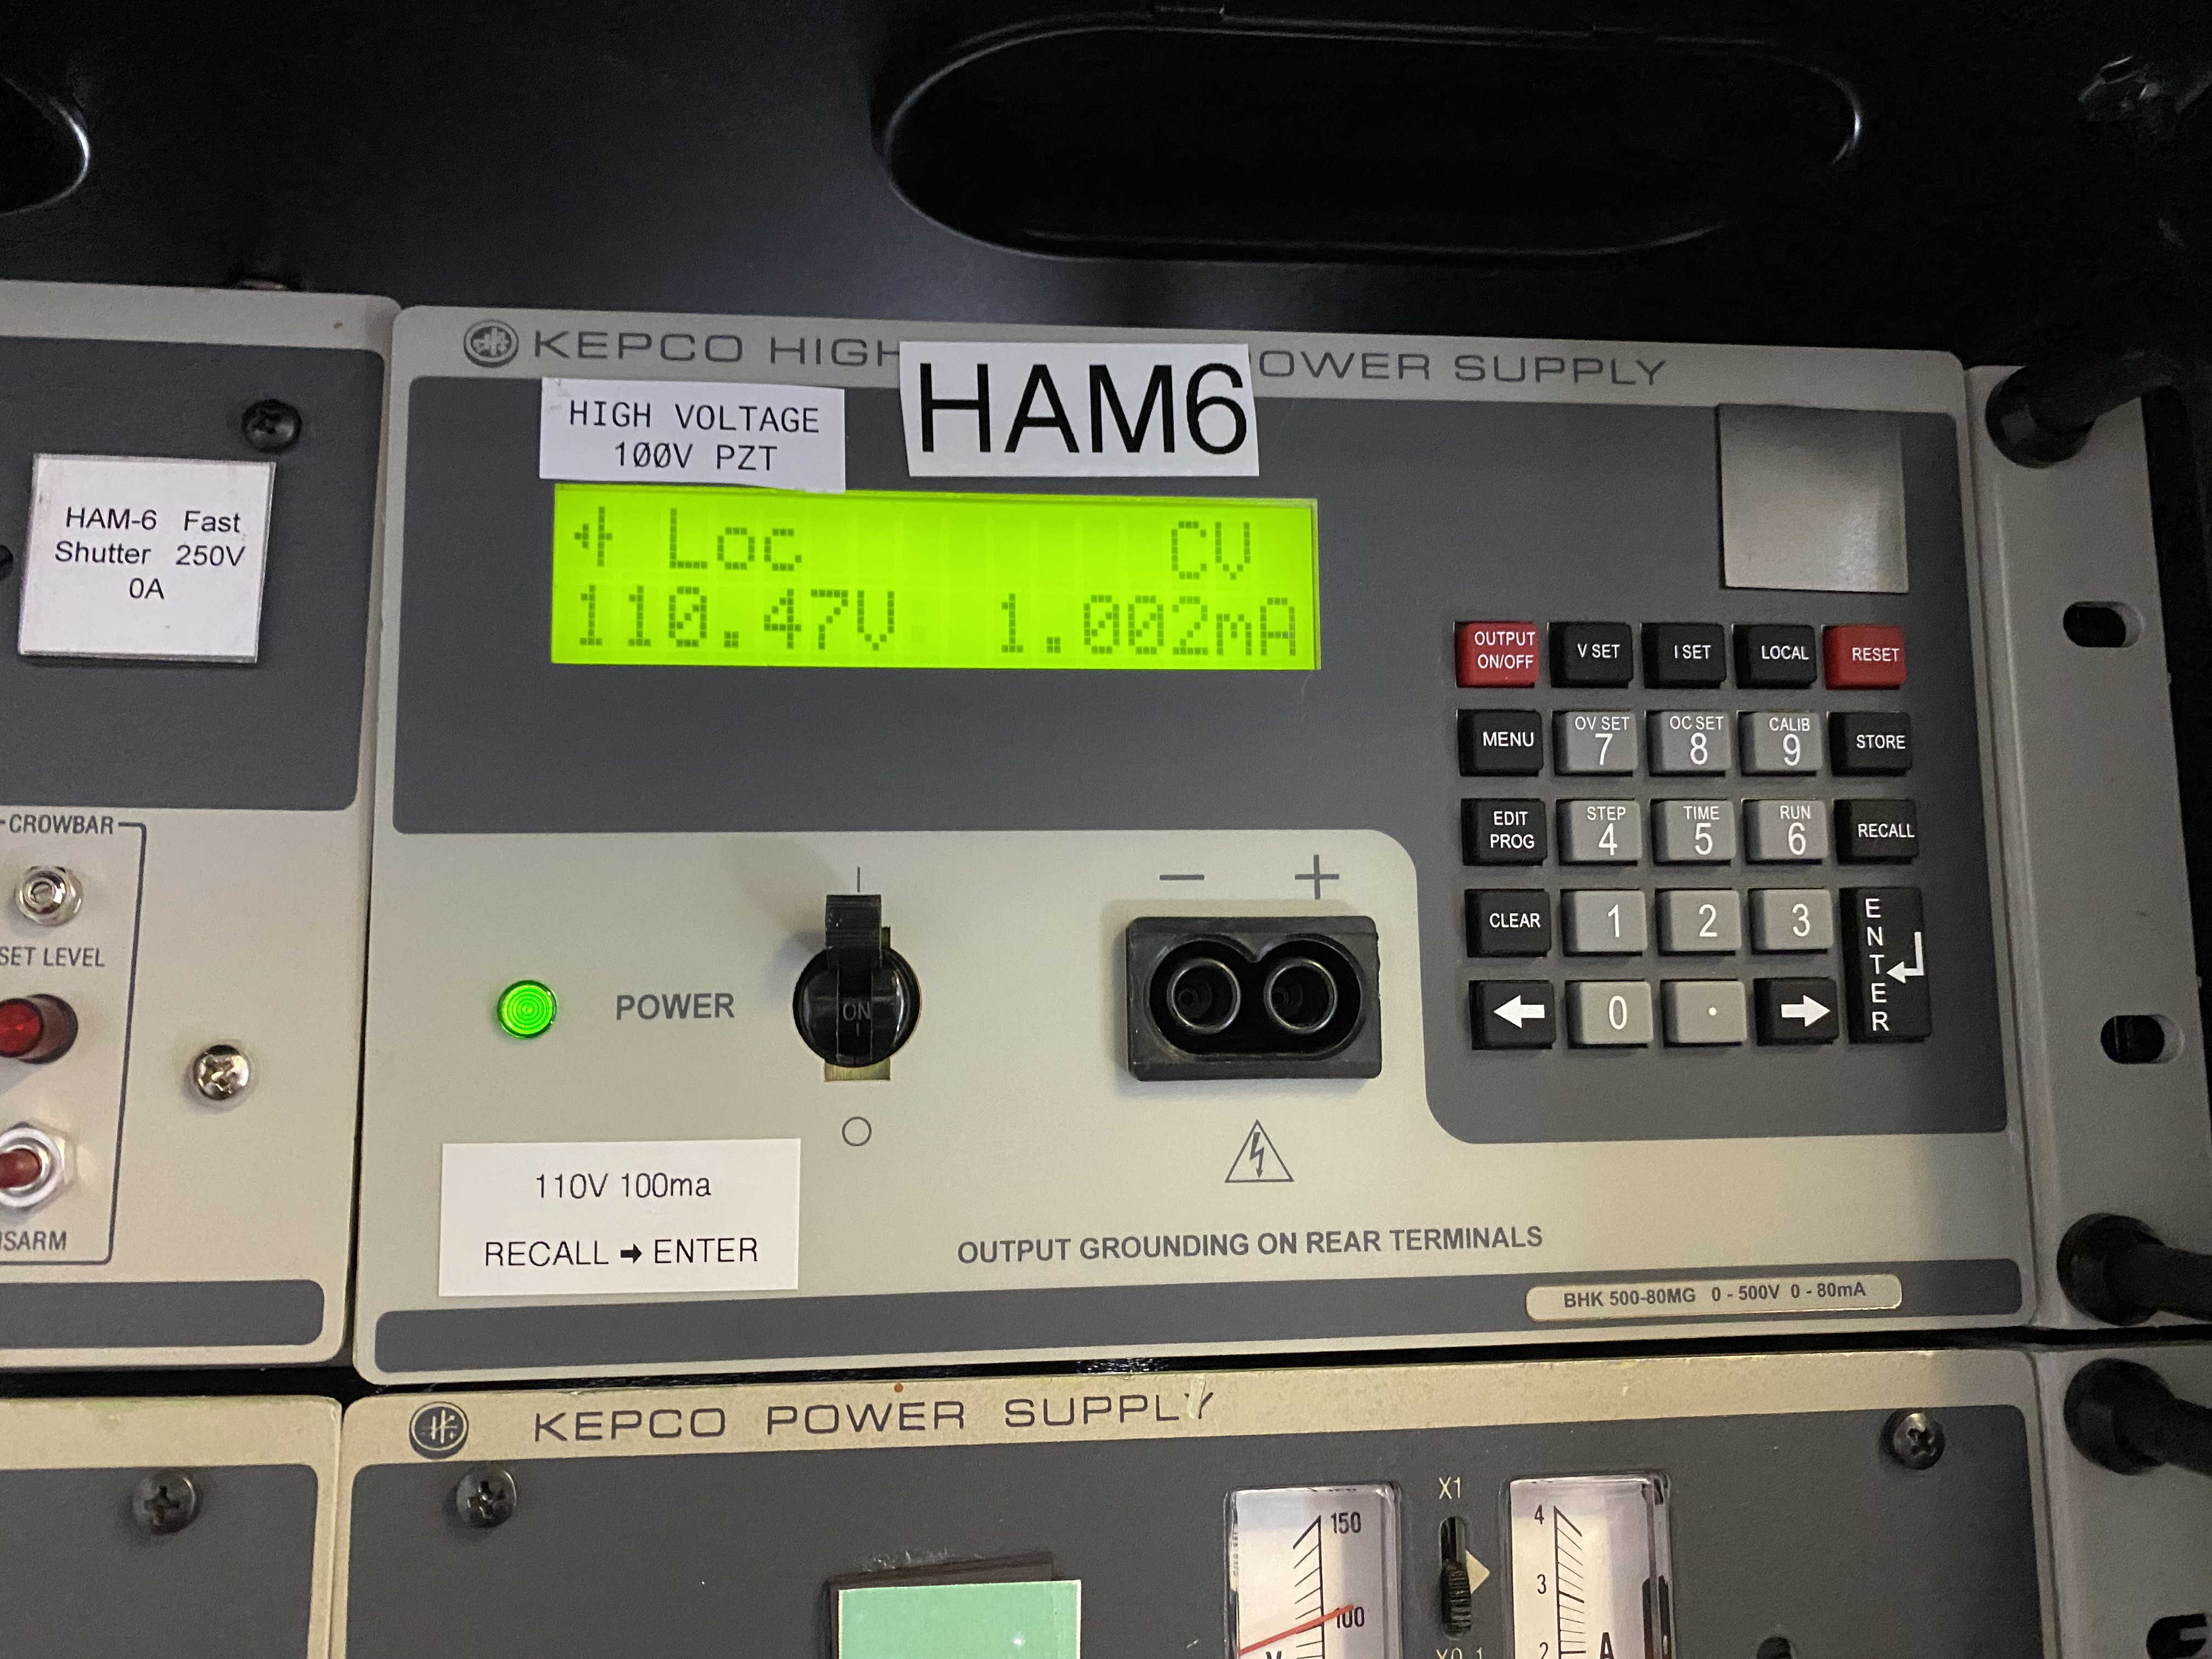 KEPCO HIGH OWER SUPPLY
HAM6
HIGH VOLTAGE
100V PZT
HAM-6 Fast
Shutter 250V
0A
Loc CV
110.47V 1.002mA
OUTPUT ON/OFF
V SET
I SET
LOCAL
RESET
MENU
OV SET 7
OC SET 8
CALIB 9
STORE
EDIT PROG
STEP 4
TIME 5
RUN 6
RECALL
CLEAR
1
2
3
ENTER
0
.
CROWBAR
SET LEVEL
ISARM
POWER
ON
I
- +
110V 100ma
RECALL ➡ ENTER
OUTPUT GROUNDING ON REAR TERMINALS
BHK 500-80MG 0 - 500V 0 - 80mA
KEPCO POWER SUPPLY
X1
150
100
V
4
3
2
A